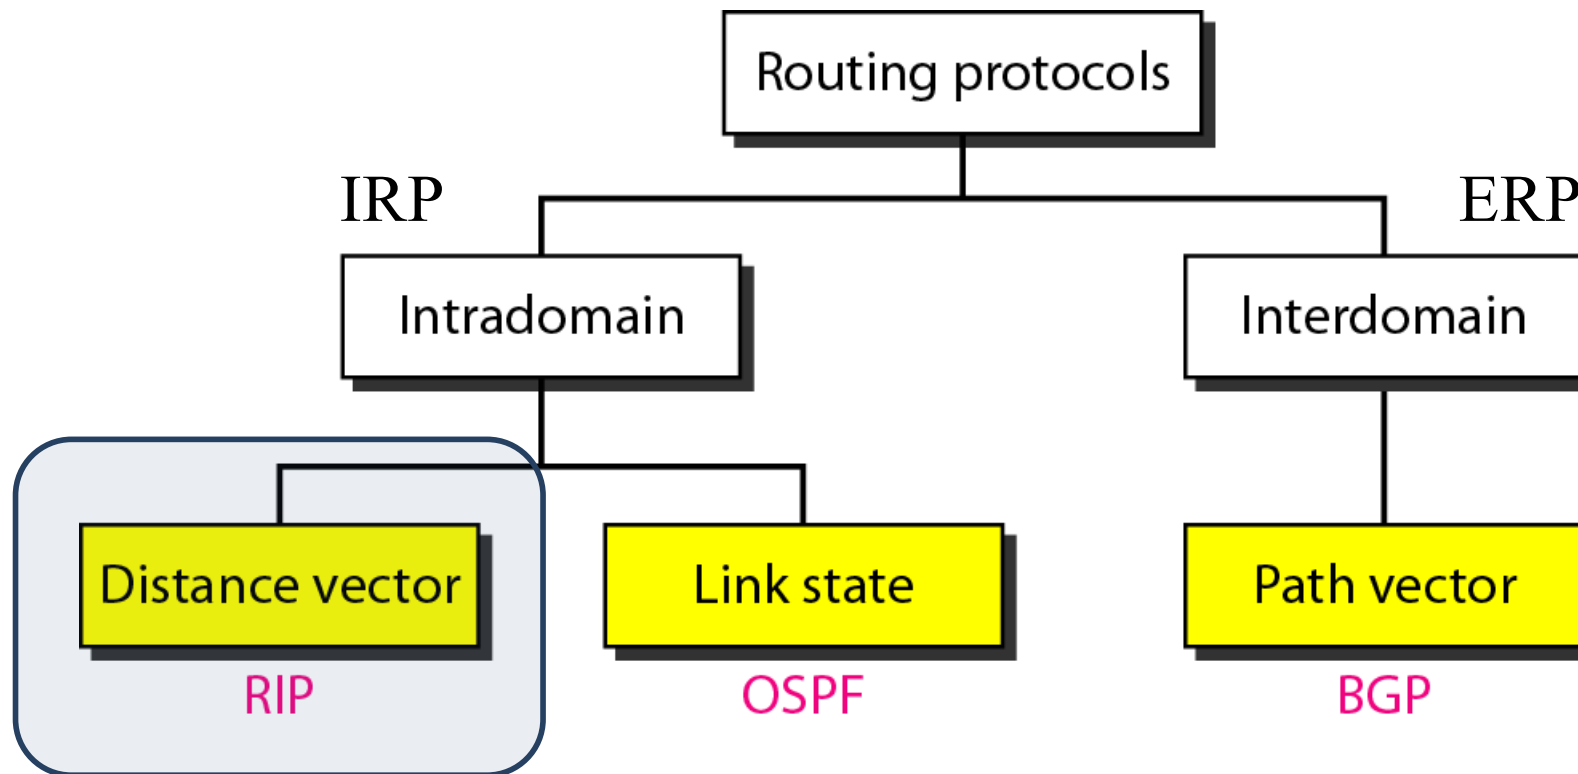 Routing protocols
IRP
ERP
Intradomain
Interdomain
Distance vector
Link state
Path vector
RIP
OSPF
BGP